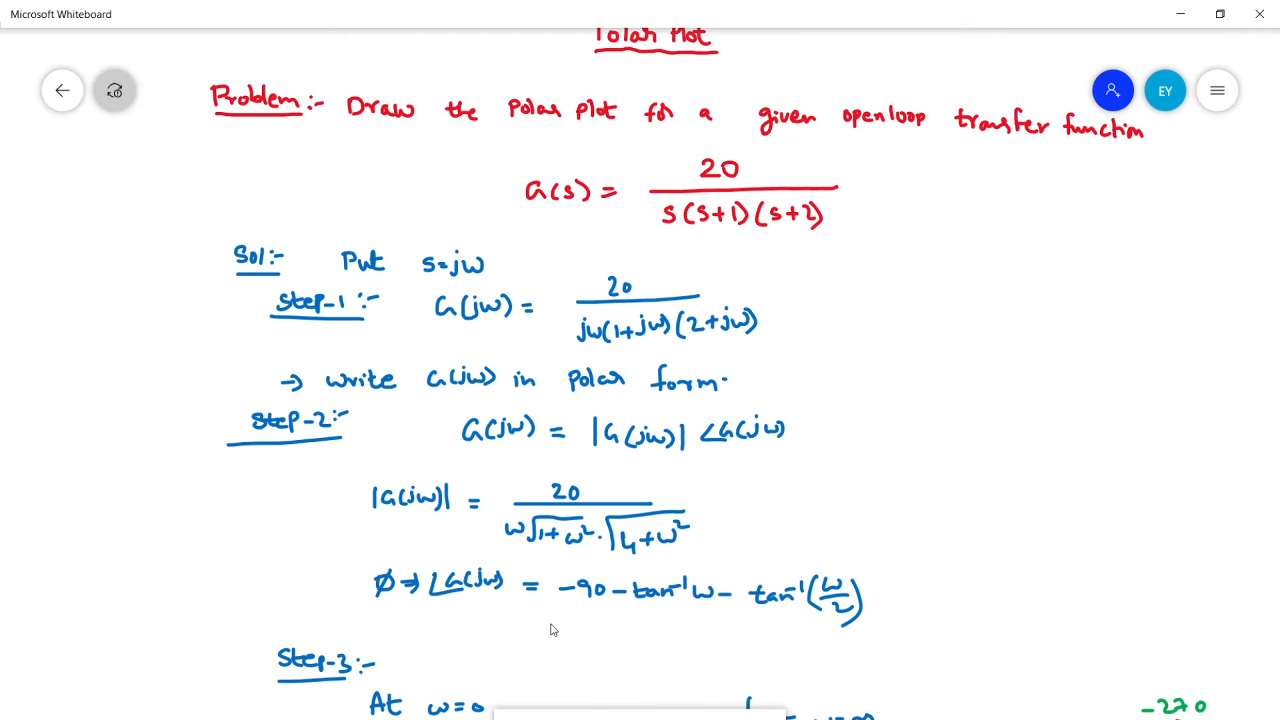 Microsoft Whiteboard
Polar Plot
EY
Problem:- Draw the Polar plot for a given openloop transfer function
G(s) = 20 / s(s+1)(s+2)
Sol:- Put s=jω
Step-1:- G(jω) = 20 / jω(1+jω)(2+jω)
→ write G(jω) in polar form.
Step-2:- G(jω) = |G(jω)| ∠G(jω)
|G(jω)| = 20 / ω√1+ω² · √4+ω²
φ ⇒ ∠G(jω) = -90 - tan⁻¹ω - tan⁻¹(ω/2)
Step-3:-
At ω=0
= ω=∞
-270